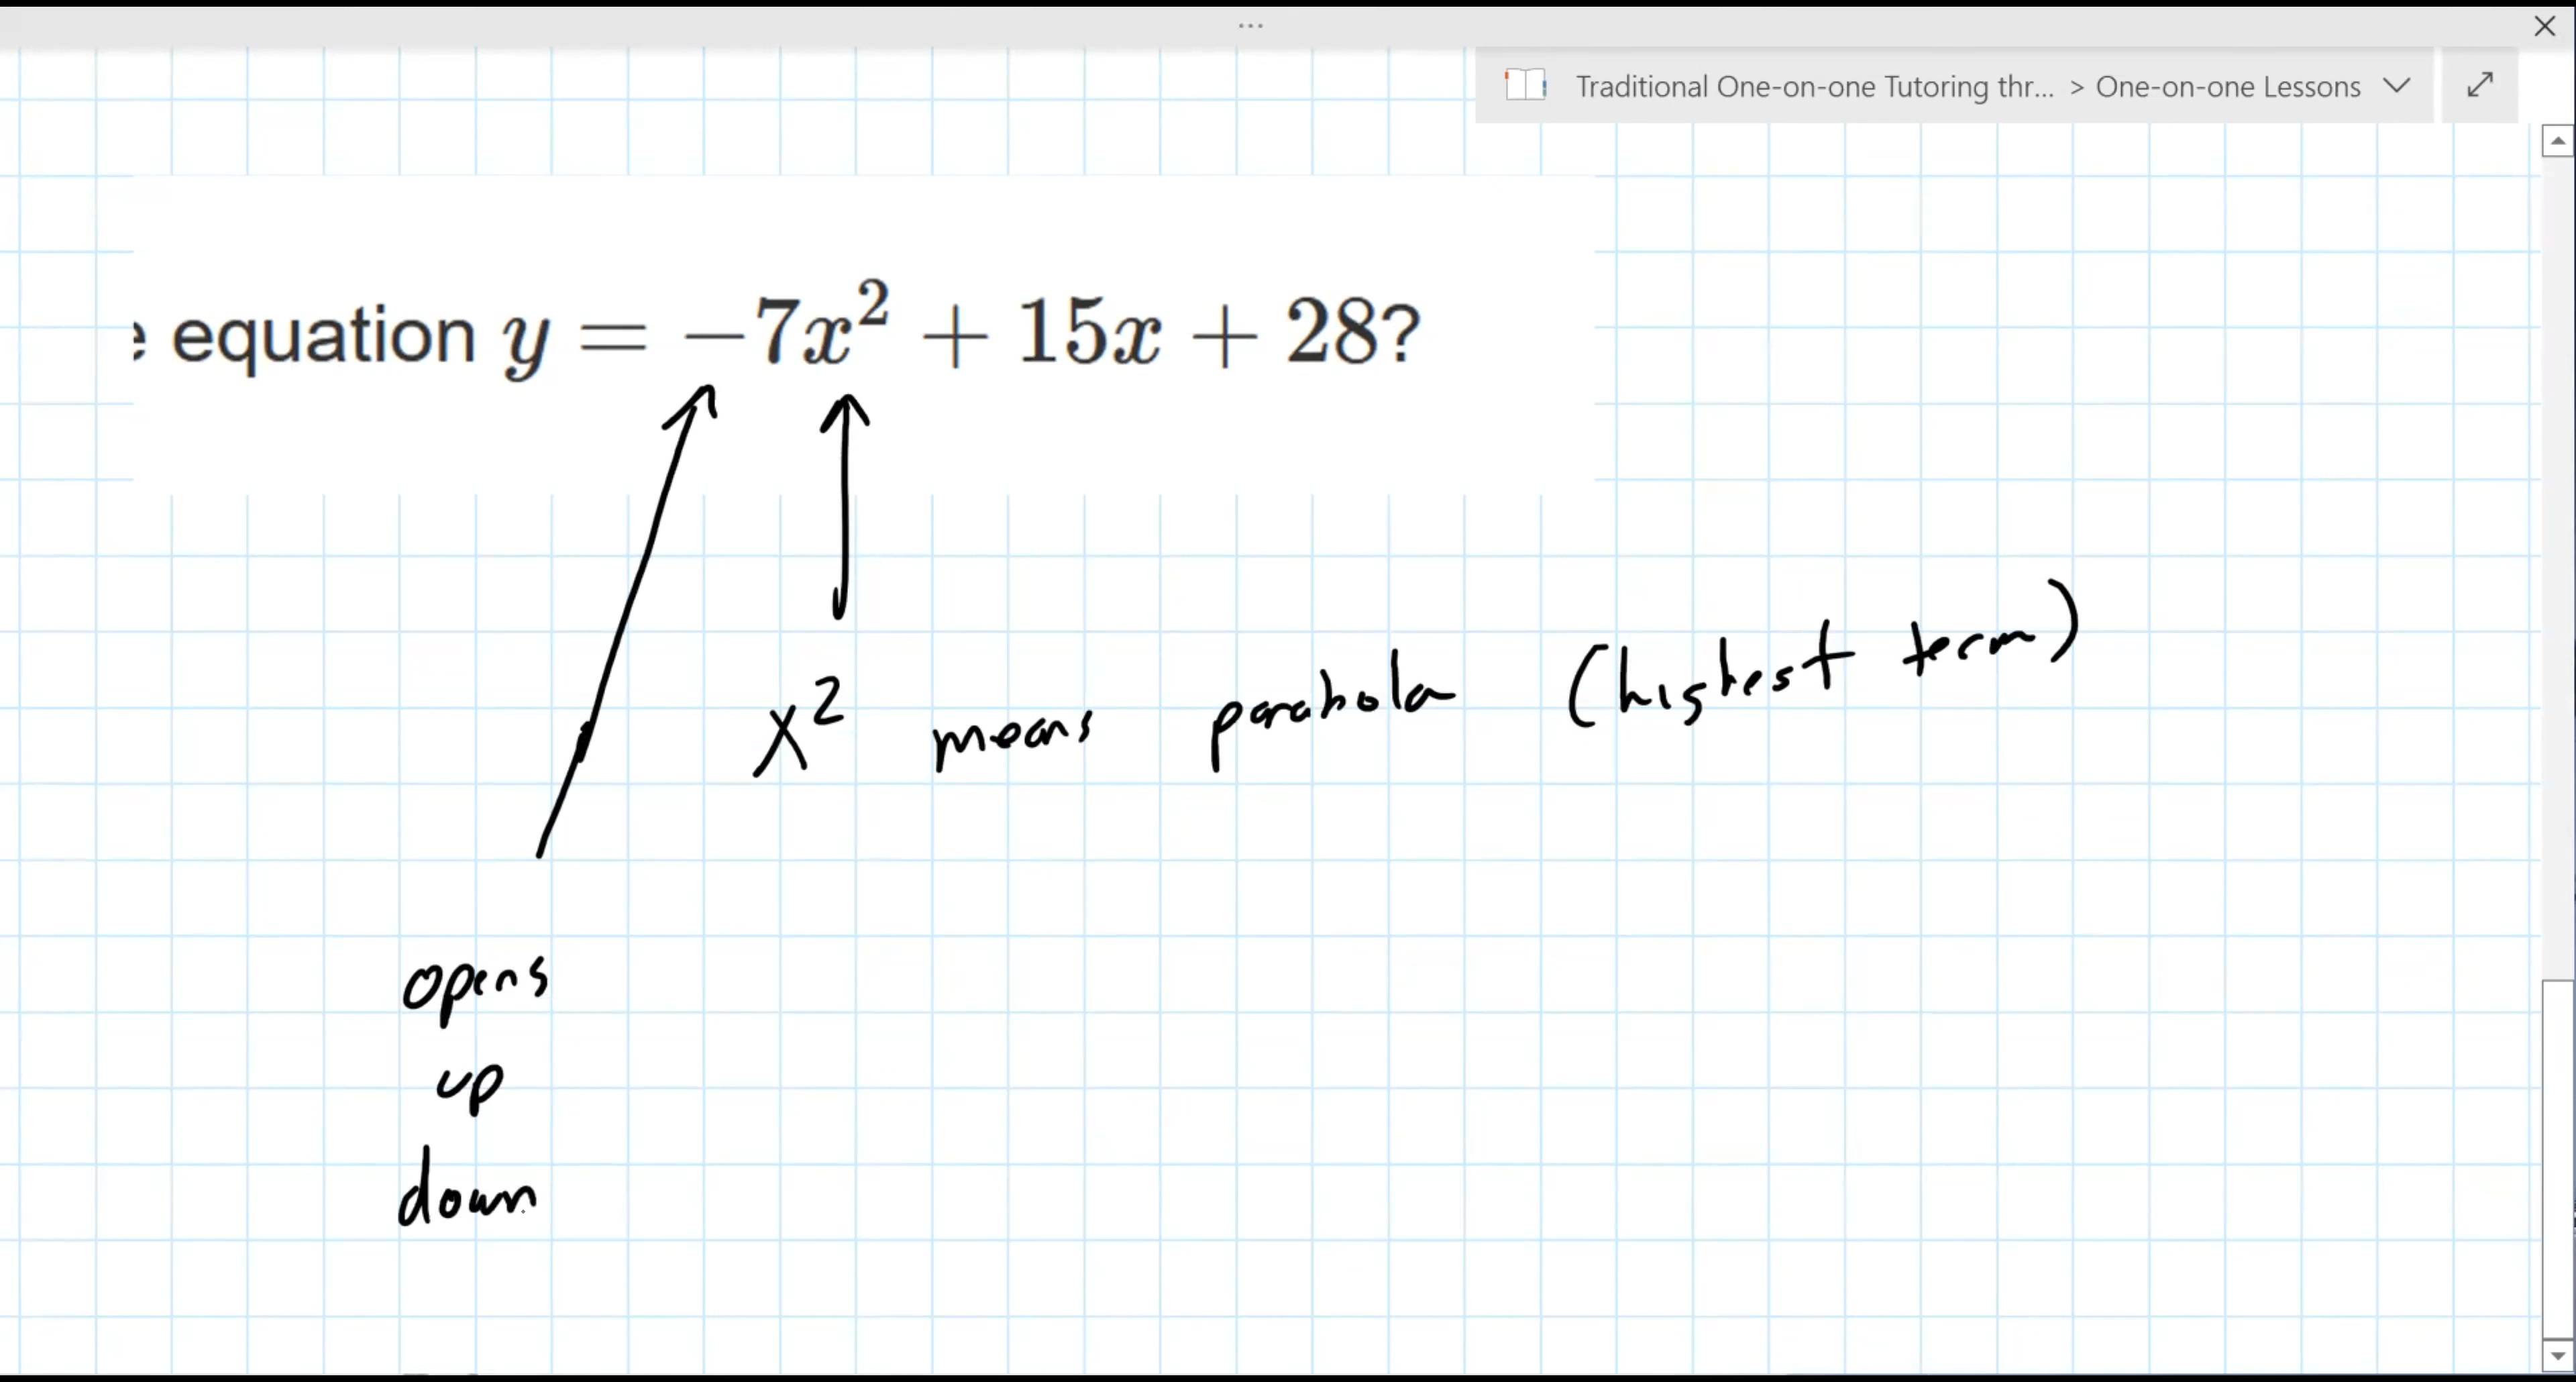 ...
Traditional One-on-one Tutoring thr... > One-on-one Lessons
e equation y = −7x² + 15x + 28?
x² means parabola (highest term)
opens
up
down